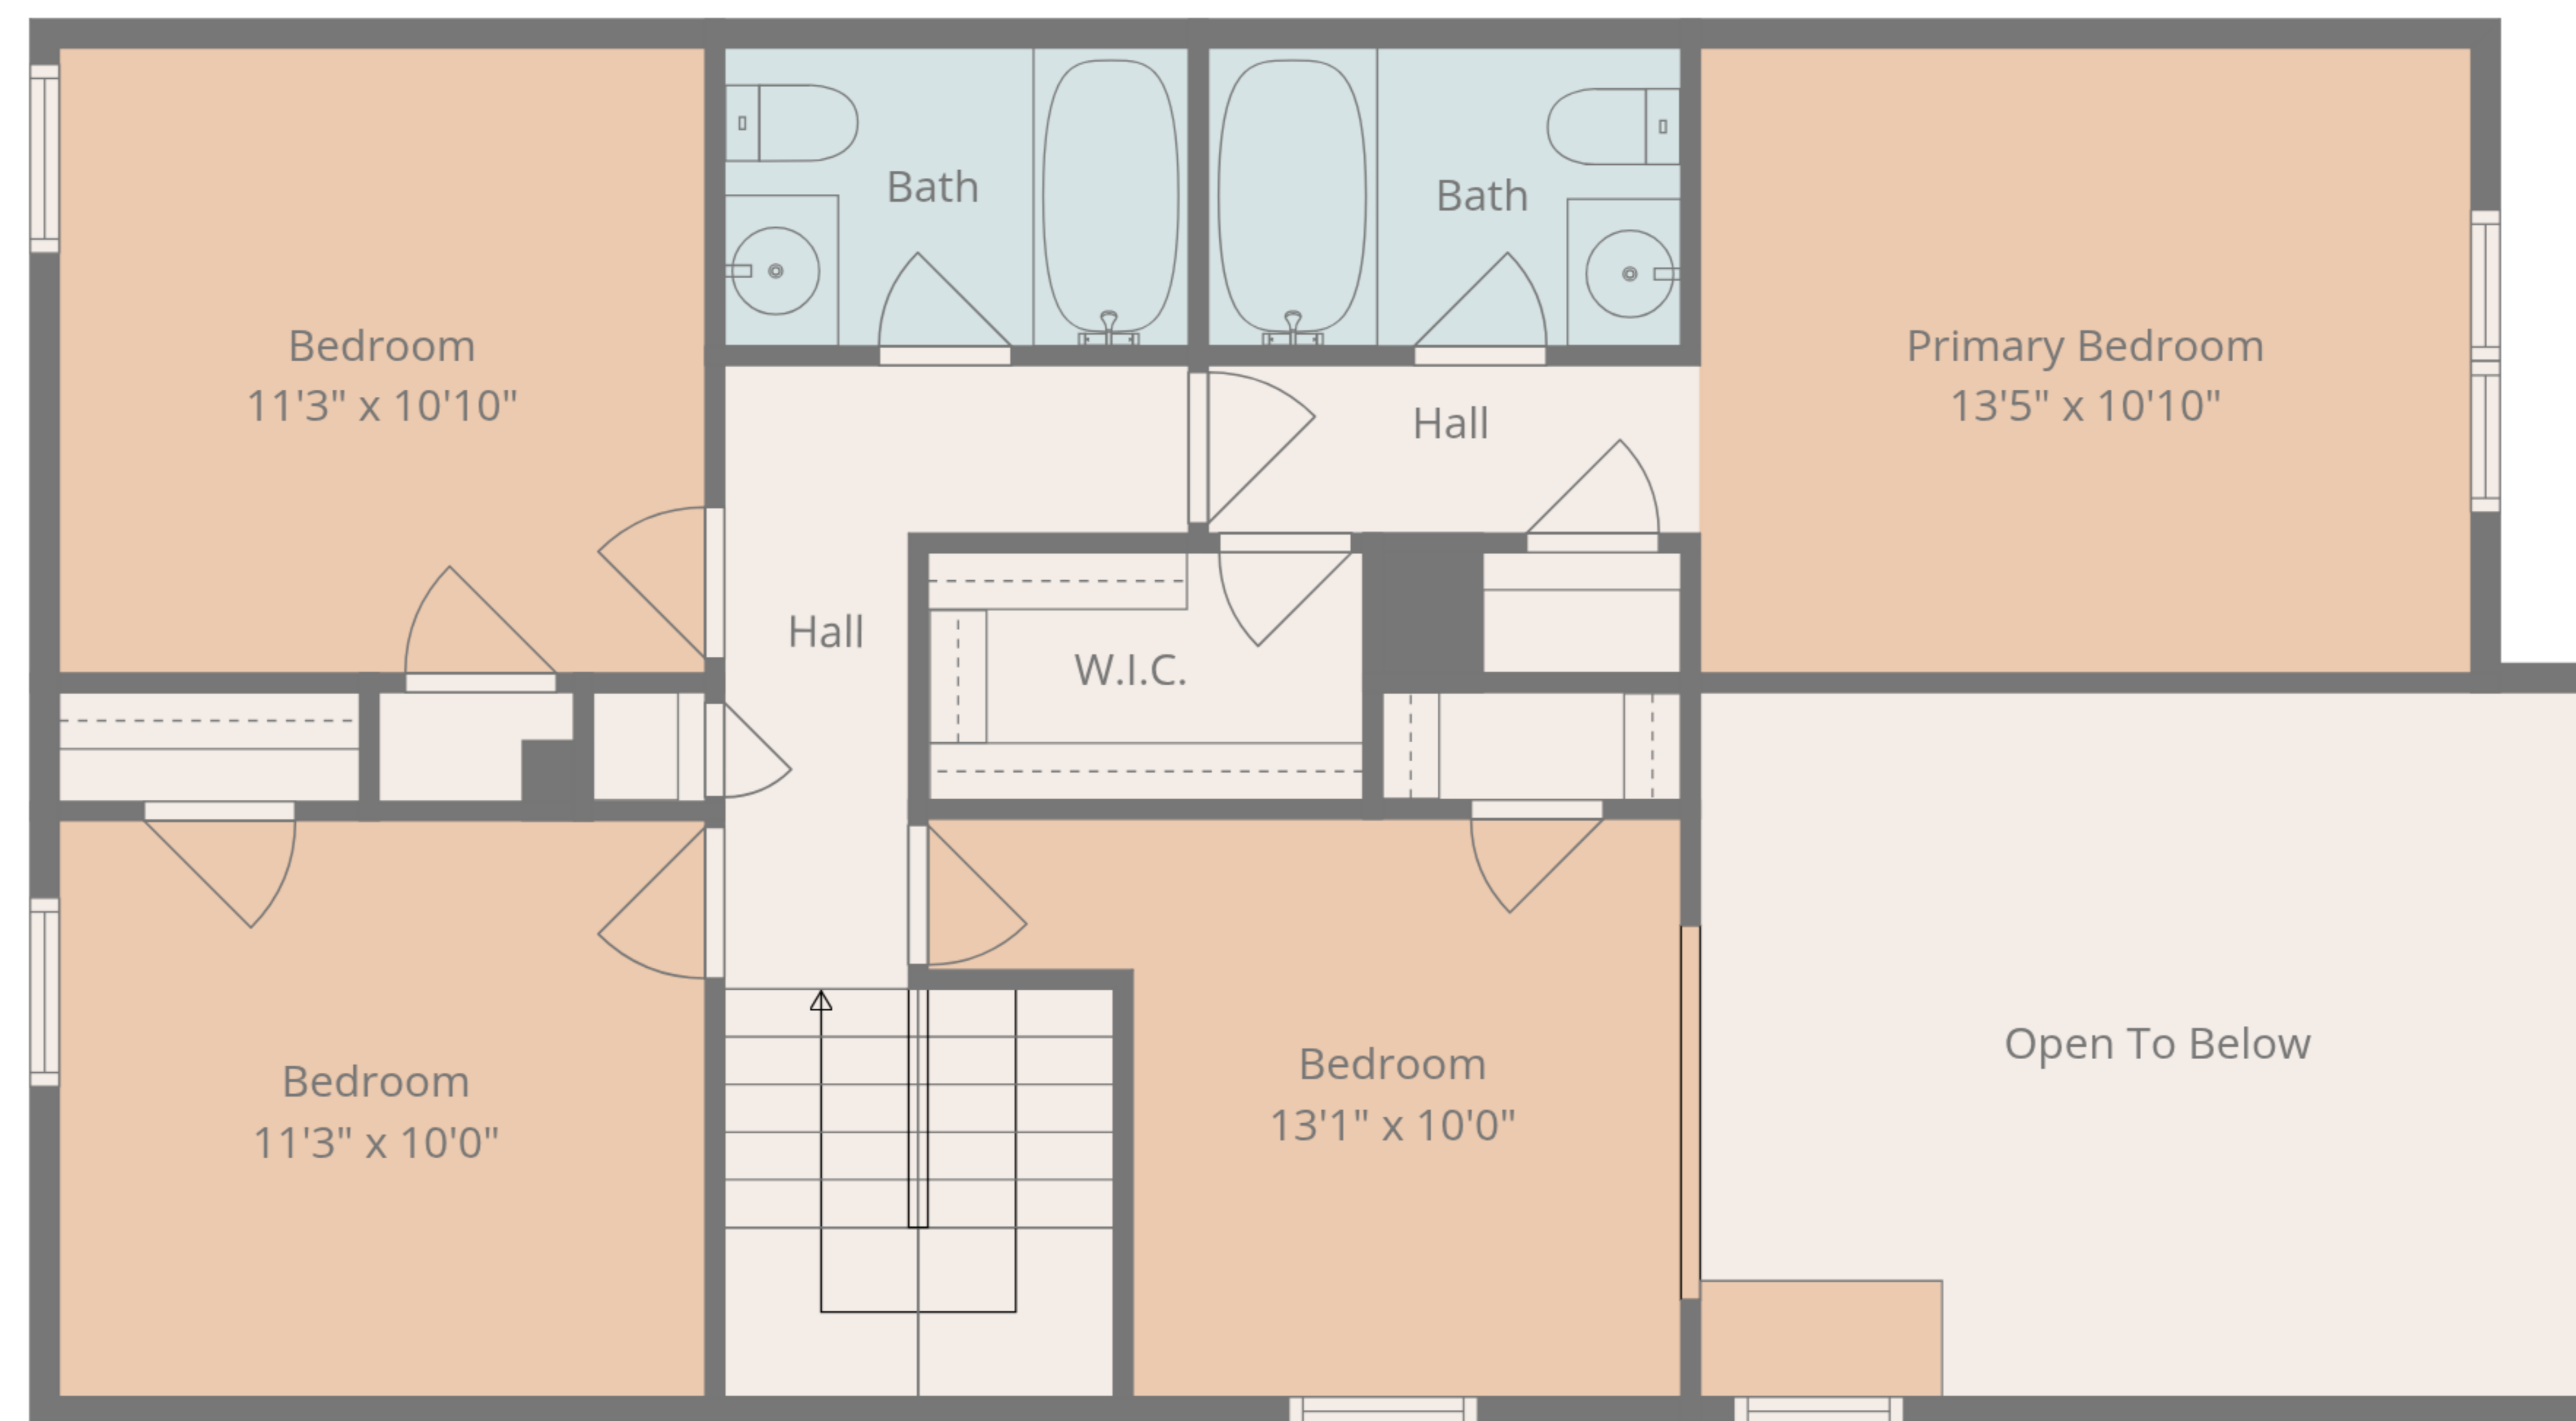 Bath
Bath
Bedroom
11'3" x 10'10"
Primary Bedroom
13'5" x 10'10"
Hall
Hall
W.I.C.
Bedroom
11'3" x 10'0"
Bedroom
13'1" x 10'0"
Open To Below